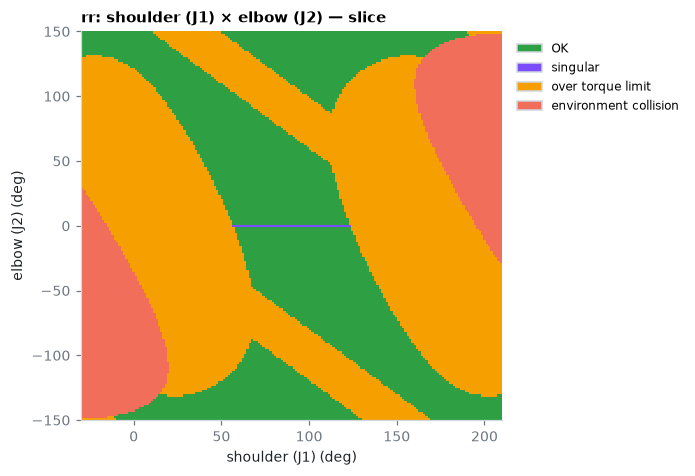 rr: shoulder (J1) × elbow (J2) — slice
150
100
50
0
−50
−100
−150
elbow (J2) (deg)
0 50 100 150 200
shoulder (J1) (deg)
OK
singular
over torque limit
environment collision